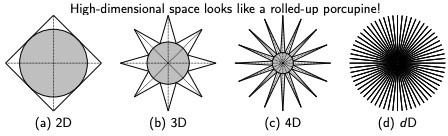 High-dimensional space looks like a rolled-up porcupine!
(a) 2D
(b) 3D
(c) 4D
(d) dD